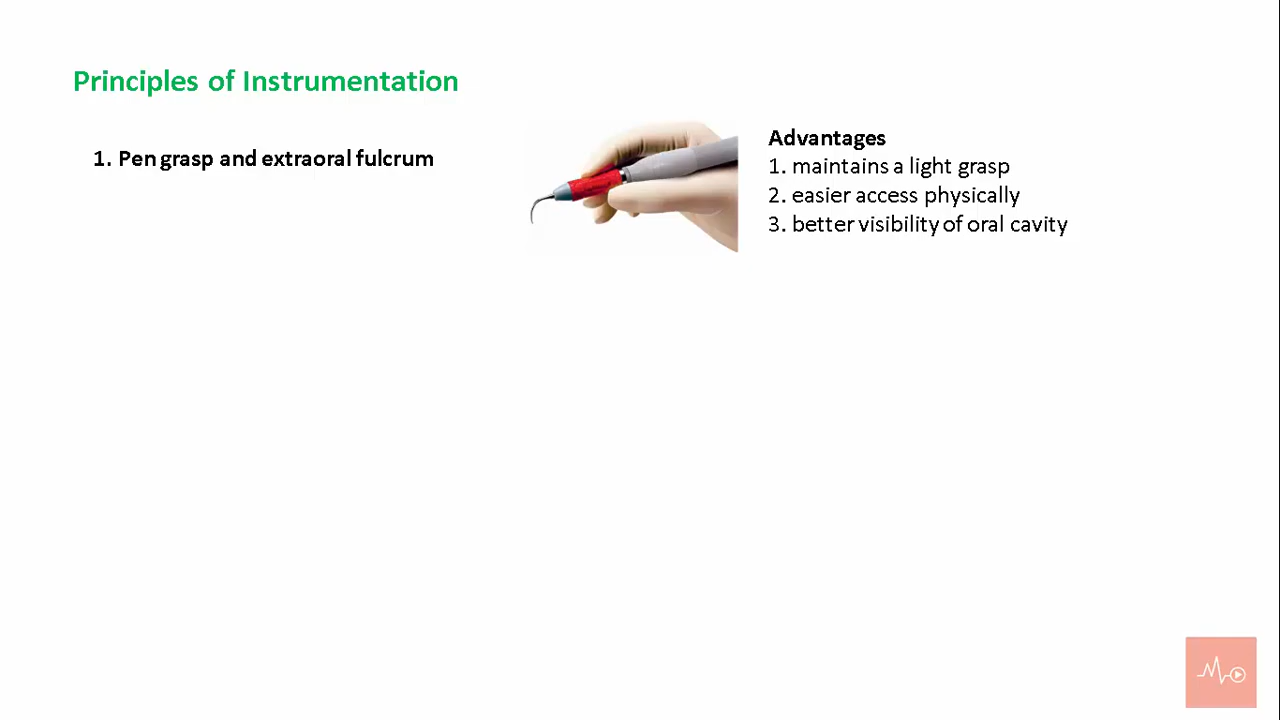 Principles of Instrumentation
1. Pen grasp and extraoral fulcrum
Advantages
1. maintains a light grasp
2. easier access physically
3. better visibility of oral cavity